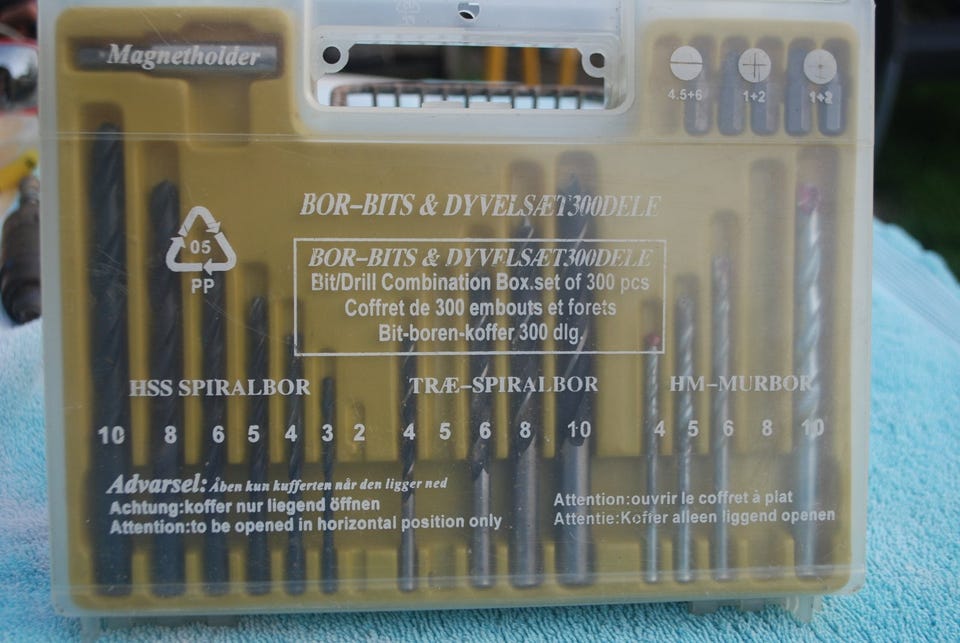 Magnetholder
4.5+6 1+2 1+2
BOR-BITS & DYVELSÆT300DELE
05
PP
BOR-BITS & DYVELSÆT300DELE
Bit/Drill Combination Box.set of 300 pcs
Coffret de 300 embouts et forets
Bit-boren-koffer 300 dlg.
HSS SPIRALBOR TRÆ-SPIRALBOR HM-MURBOR
10 8 6 5 4 3 2 4 5 6 8 10 4 5 6 8 10
Advarsel: Åben kun kufferten når den ligger ned
Achtung:koffer nur liegend öffnen
Attention:to be opened in horizontal position only
Attention:ouvrir le coffret à plat
Attentie:Koffer alleen liggend openen